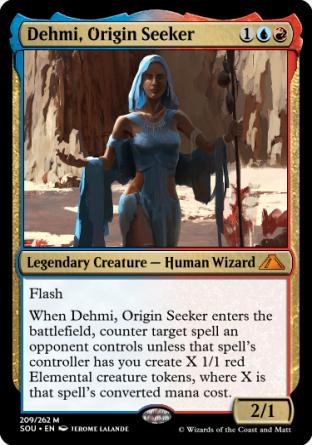 Dehmi, Origin Seeker 1
Legendary Creature — Human Wizard
Flash
When Dehmi, Origin Seeker enters the
battlefield, counter target spell an
opponent controls unless that spell's
controller has you create X 1/1 red
Elemental creature tokens, where X is
that spell's converted mana cost.
2/1
209/262 M
SOU • EN JEROME LALANDE
© Wizards of the Coast and Matt